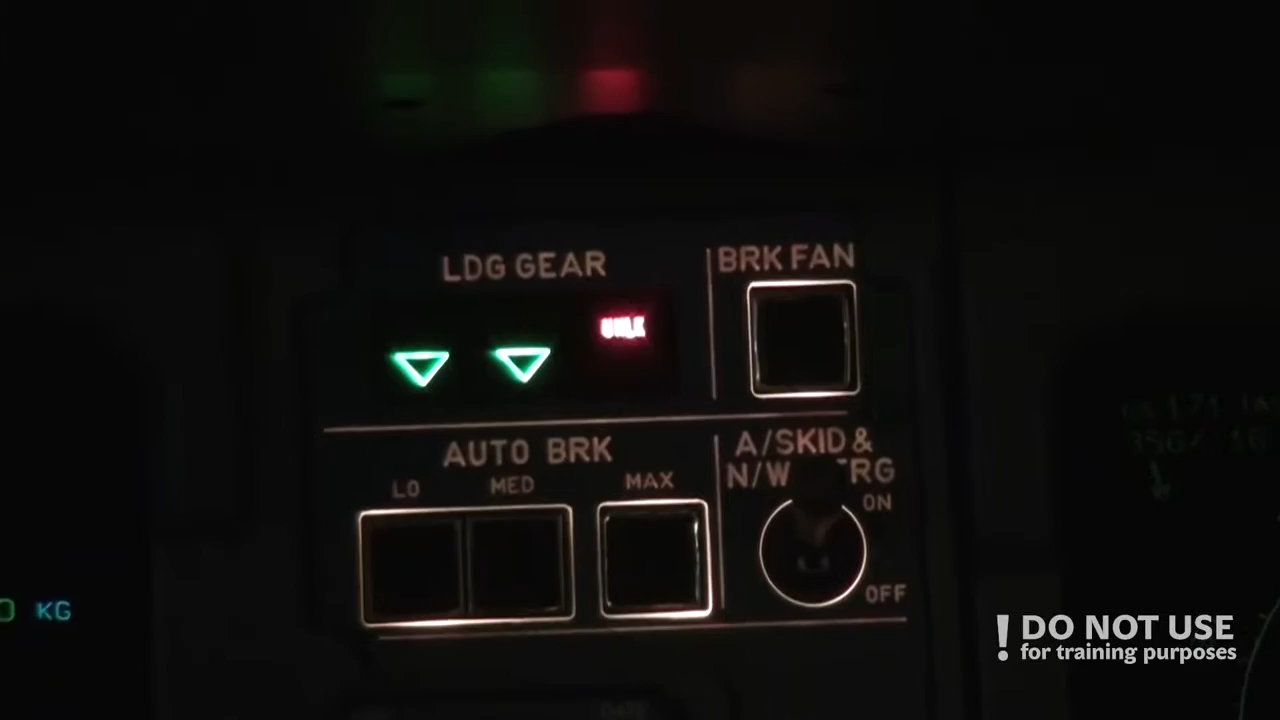 LDG GEAR
BRK FAN
UNLK
AUTO BRK
A/SKID &
N/W TRG
LO MED MAX
ON
OFF
KG
! DO NOT USE
for training purposes